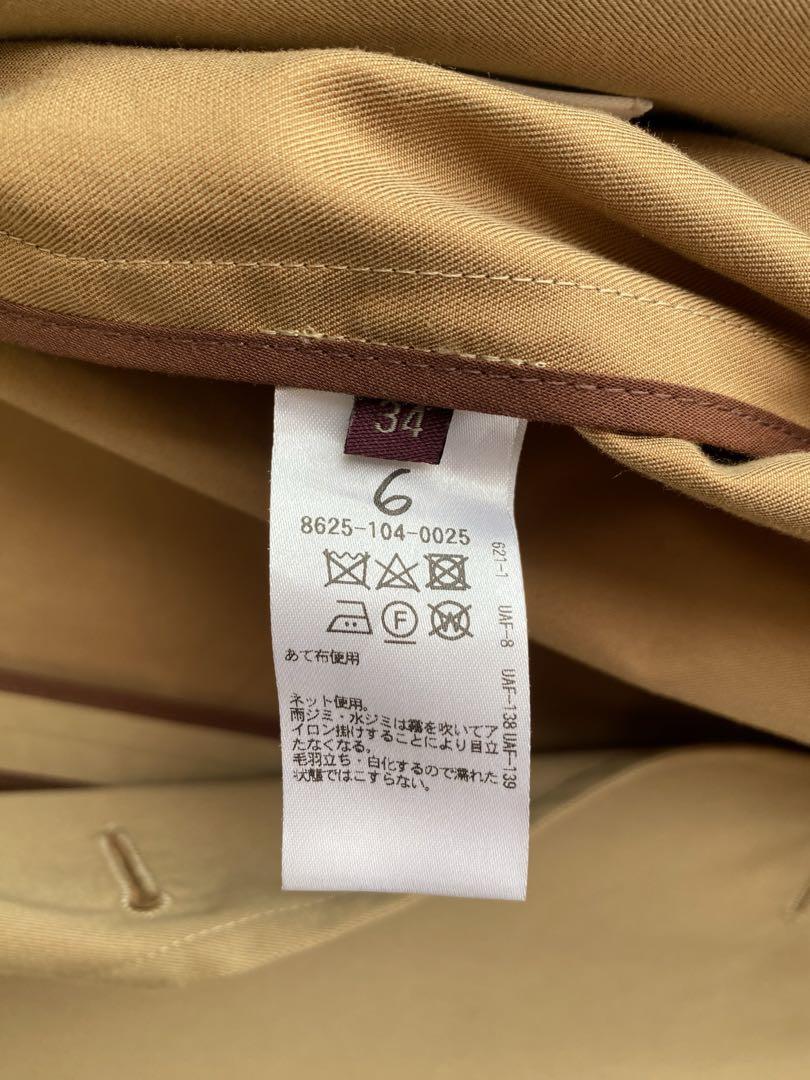 34
6
8625-104-0025
F
W
あて布使用
ネット使用。
雨ジミ・水ジミは霧を吹いてア
イロン掛けすることにより目立
たなくなる。
毛羽立ち・白化するので濡れた
状態ではこすらない。
621-1 UAF-8 UAF-138 UAF-139